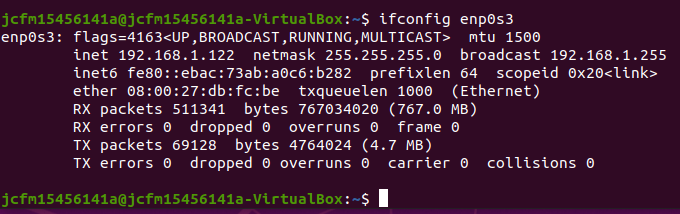 jcfm15456141a@jcfm15456141a-VirtualBox:~$ ifconfig enp0s3
enp0s3: flags=4163<UP,BROADCAST,RUNNING,MULTICAST>  mtu 1500
        inet 192.168.1.122  netmask 255.255.255.0  broadcast 192.168.1.255
        inet6 fe80::ebac:73ab:a0c6:b282  prefixlen 64  scopeid 0x20<link>
        ether 08:00:27:db:fc:be  txqueuelen 1000  (Ethernet)
        RX packets 511341  bytes 767034020 (767.0 MB)
        RX errors 0  dropped 0  overruns 0  frame 0
        TX packets 69128  bytes 4764024 (4.7 MB)
        TX errors 0  dropped 0 overruns 0  carrier 0  collisions 0
jcfm15456141a@jcfm15456141a-VirtualBox:~$